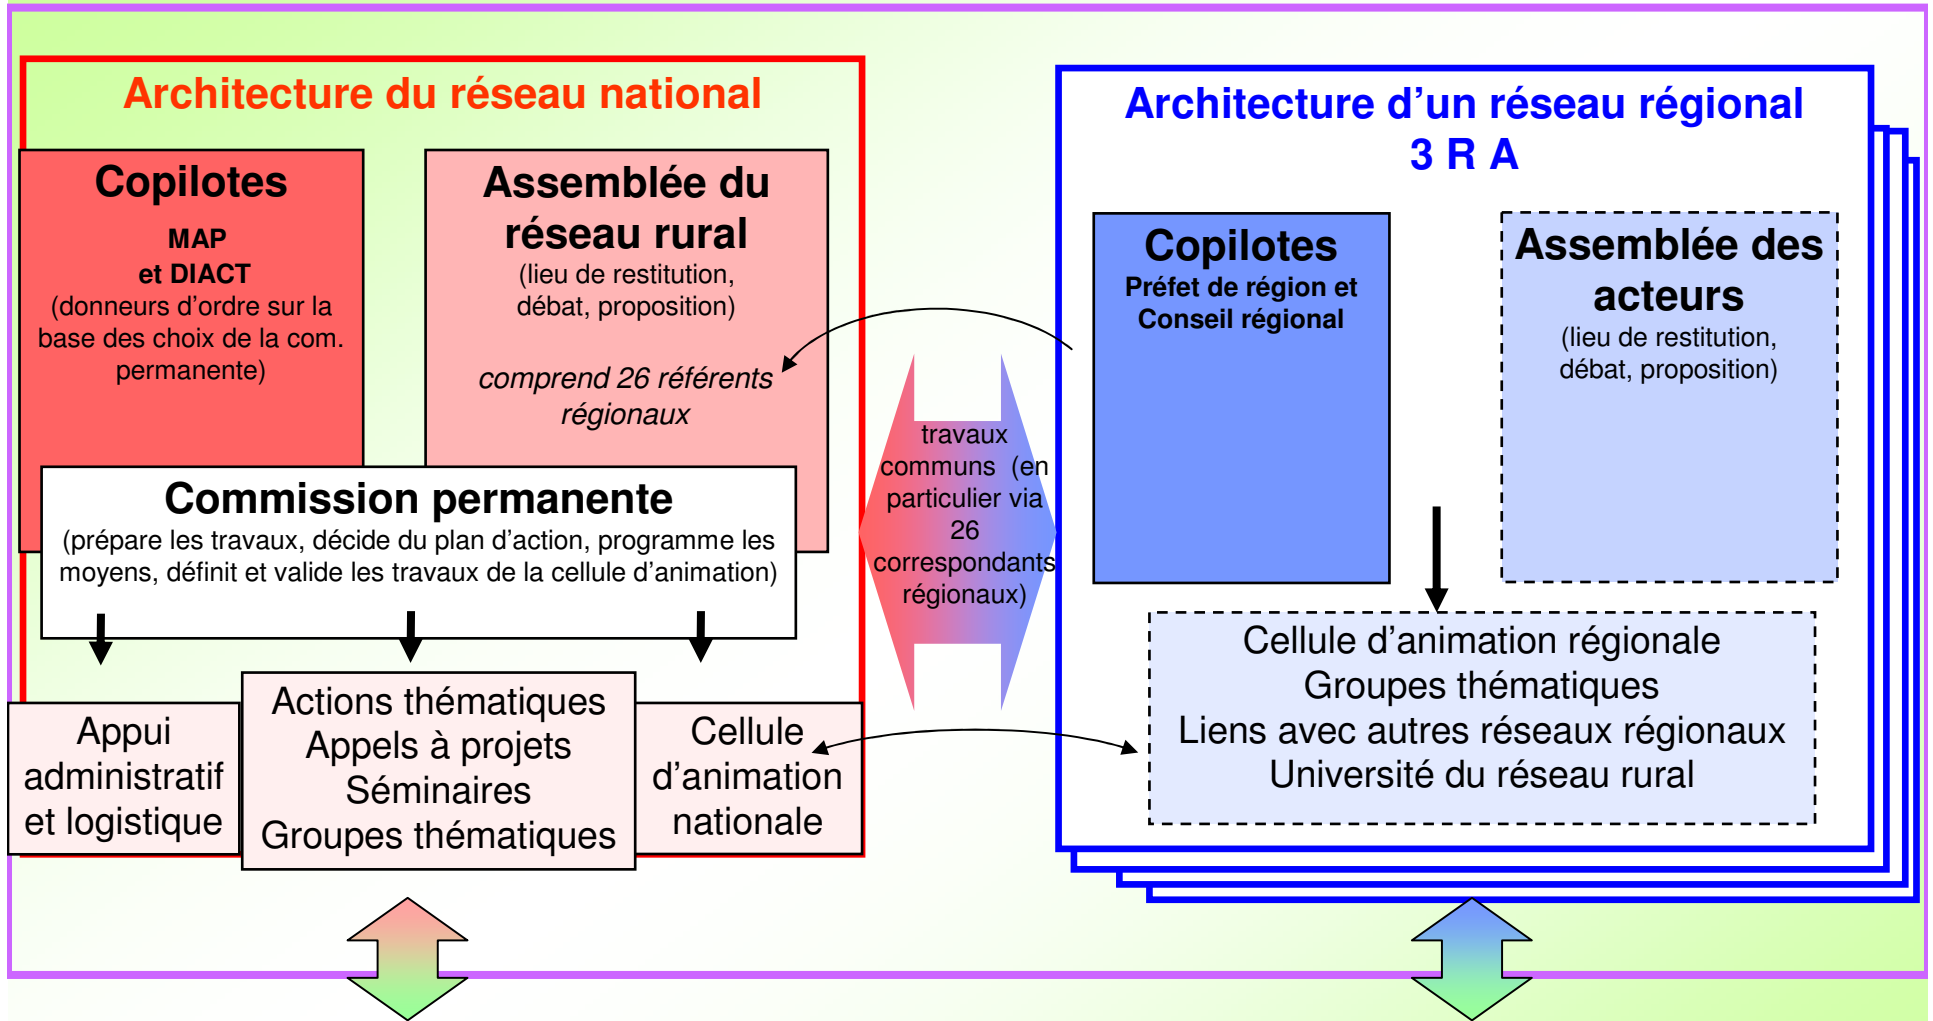 Architecture du réseau national
Copilotes
MAP
et DIACT
(donneurs d’ordre sur la
base des choix de la com.
permanente)
Assemblée du
réseau rural
(lieu de restitution,
débat, proposition)
comprend 26 référents
régionaux
Commission permanente
(prépare les travaux, décide du plan d’action, programme les
moyens, définit et valide les travaux de la cellule d’animation)
Appui
administratif
et logistique
Actions thématiques
Appels à projets
Séminaires
Groupes thématiques
Cellule
d’animation
nationale
travaux
communs (en
particulier via
26
correspondants
régionaux)
Architecture d’un réseau régional
3 R A
Copilotes
Préfet de région et
Conseil régional
Assemblée des
acteurs
(lieu de restitution,
débat, proposition)
Cellule d’animation régionale
Groupes thématiques
Liens avec autres réseaux régionaux
Université du réseau rural